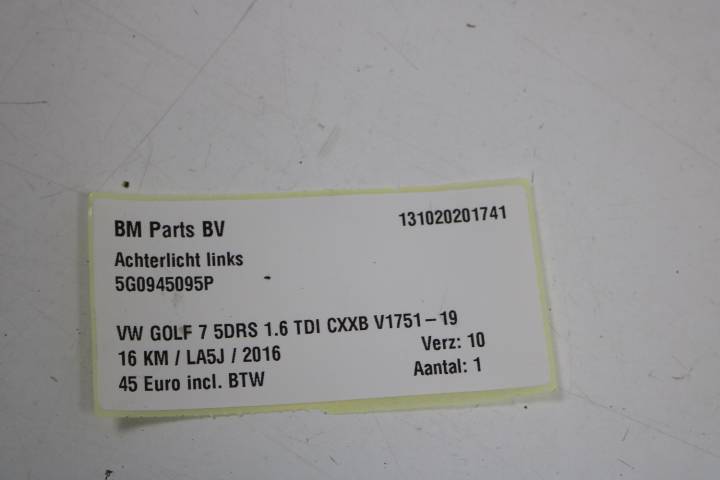 BM Parts BV 131020201741
Achterlicht links
5G0945095P
VW GOLF 7 5DRS 1.6 TDI CXXB V1751-19
16 KM / LA5J / 2016 Verz: 10
45 Euro incl. BTW Aantal: 1